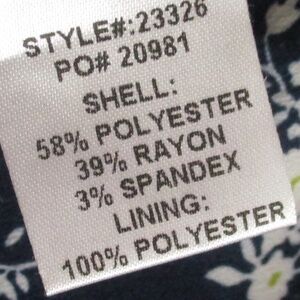 STYLE#:23326
PO# 20981
SHELL:
58% POLYESTER
39% RAYON
3% SPANDEX
LINING:
100% POLYESTER